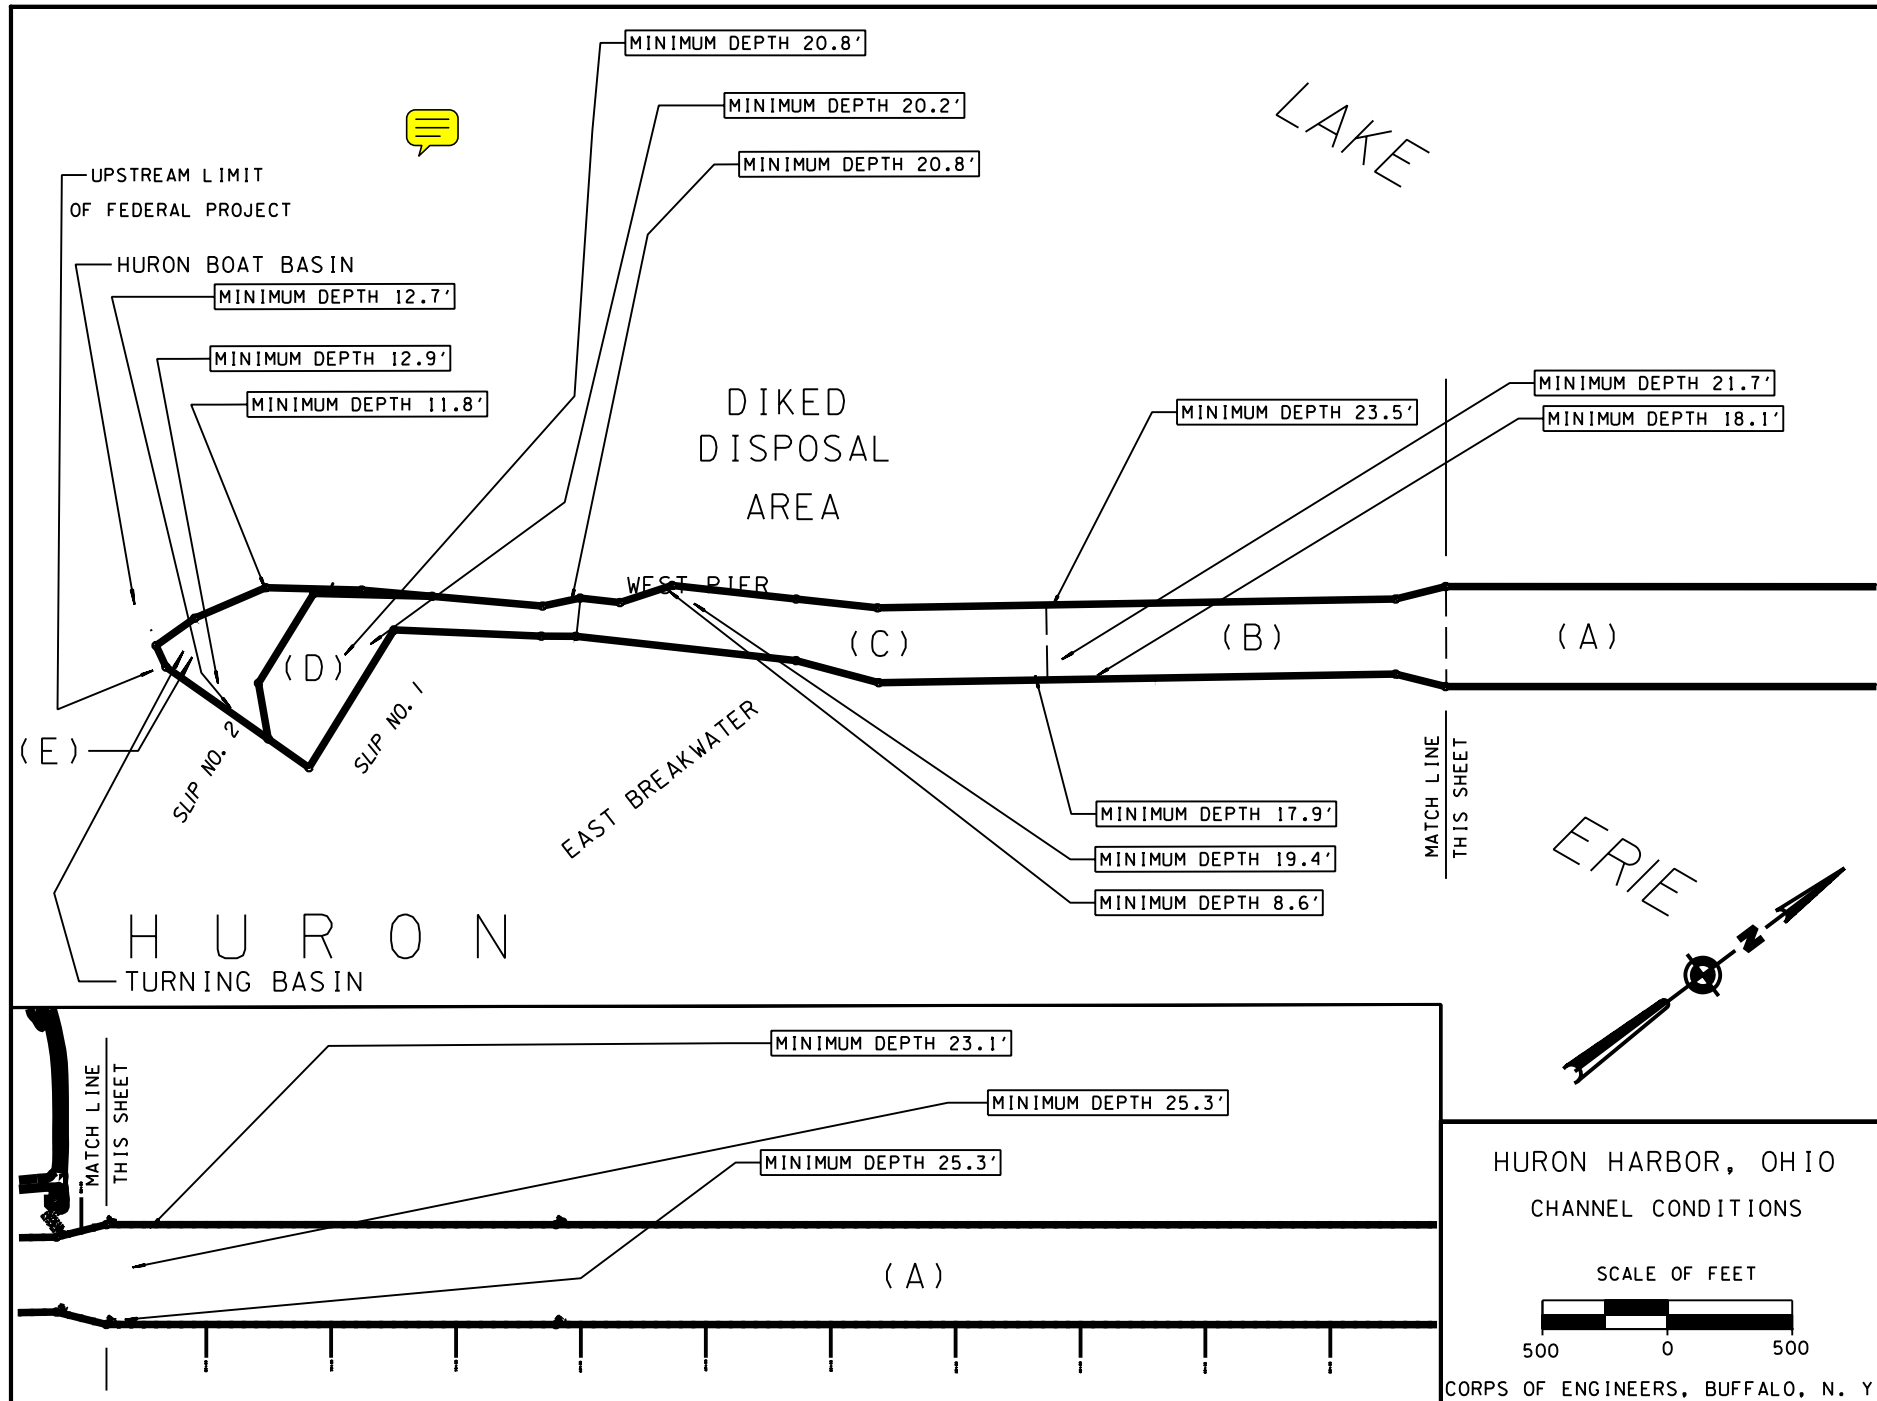 MINIMUM DEPTH 20.8'
MINIMUM DEPTH 20.2'
MINIMUM DEPTH 20.8'
LAKE
UPSTREAM LIMIT
OF FEDERAL PROJECT
HURON BOAT BASIN
MINIMUM DEPTH 12.7'
MINIMUM DEPTH 12.9'
MINIMUM DEPTH 11.8'
DIKED
DISPOSAL
AREA
MINIMUM DEPTH 23.5'
MINIMUM DEPTH 21.7'
MINIMUM DEPTH 18.1'
WEST PIER
(D)
(C)
(B)
(A)
(E)
SLIP NO. 2
SLIP NO. 1
EAST BREAKWATER
MATCH LINE
THIS SHEET
MINIMUM DEPTH 17.9'
MINIMUM DEPTH 19.4'
MINIMUM DEPTH 8.6'
ERIE
N
HURON
TURNING BASIN
MATCH LINE
THIS SHEET
MINIMUM DEPTH 23.1'
MINIMUM DEPTH 25.3'
MINIMUM DEPTH 25.3'
(A)
HURON HARBOR, OHIO
CHANNEL CONDITIONS
SCALE OF FEET
500 0 500
CORPS OF ENGINEERS, BUFFALO, N. Y